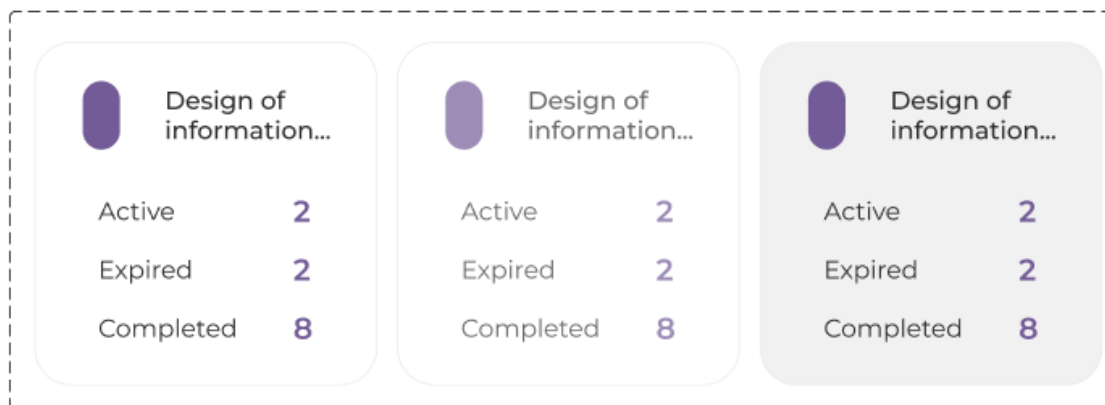 Design of
information...
Active 2
Expired 2
Completed 8
Design of
information...
Active 2
Expired 2
Completed 8
Design of
information...
Active 2
Expired 2
Completed 8